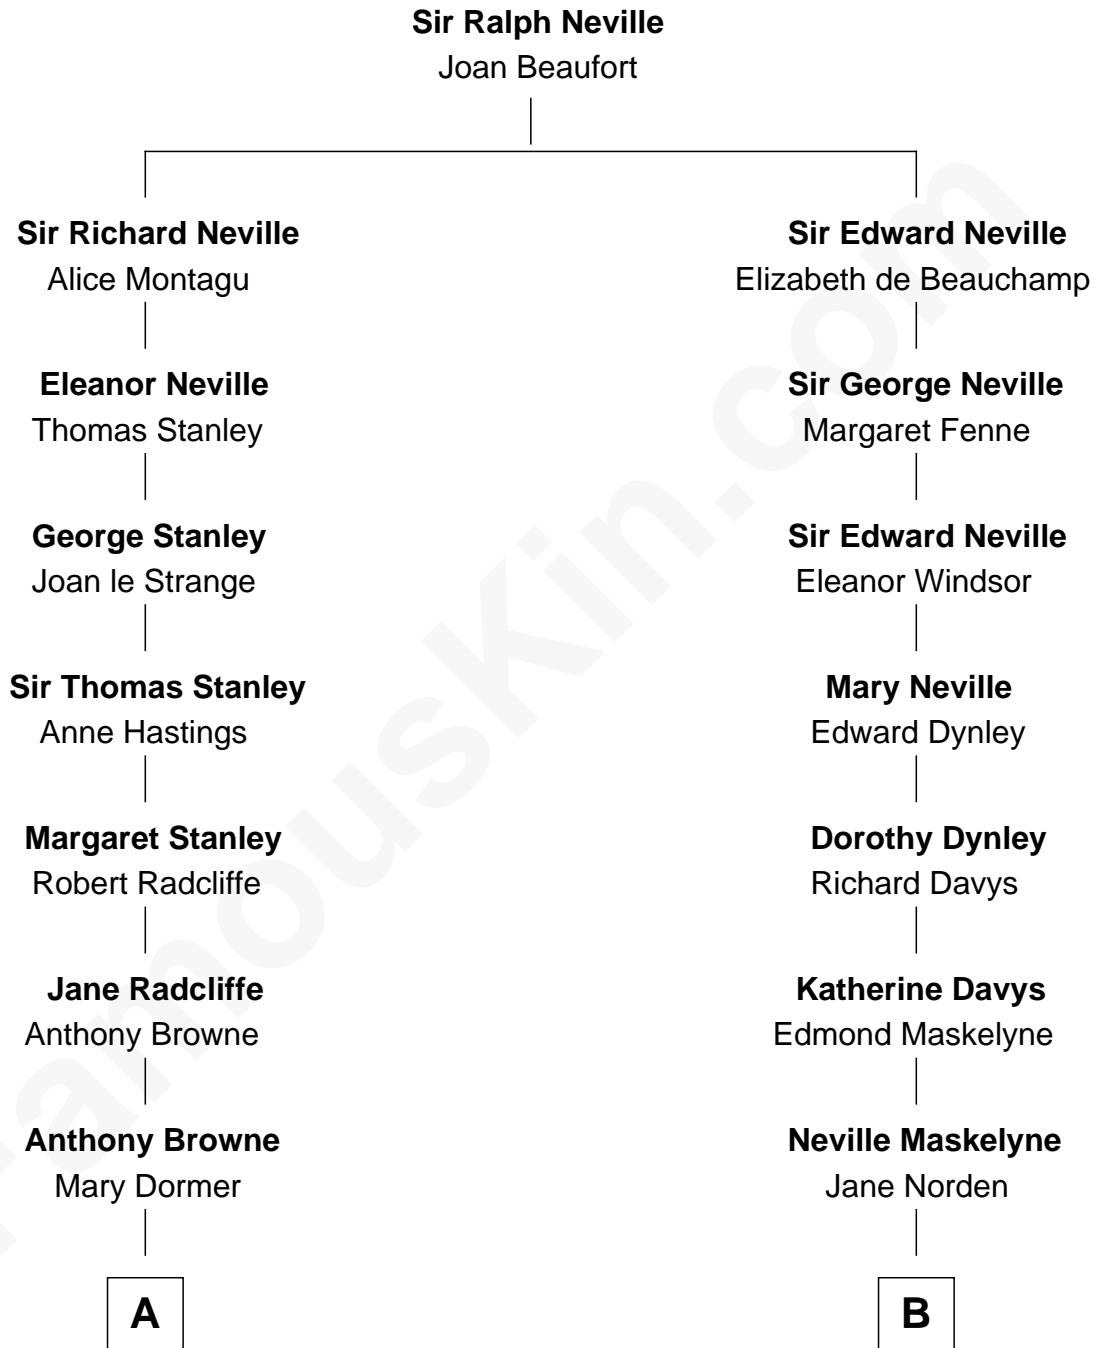 Sir Ralph Neville
Joan Beaufort
Sir Richard Neville
Alice Montagu
Eleanor Neville
Thomas Stanley
George Stanley
Joan le Strange
Sir Thomas Stanley
Anne Hastings
Margaret Stanley
Robert Radcliffe
Jane Radcliffe
Anthony Browne
Anthony Browne
Mary Dormer
A
Sir Edward Neville
Elizabeth de Beauchamp
Sir George Neville
Margaret Fenne
Sir Edward Neville
Eleanor Windsor
Mary Neville
Edward Dynley
Dorothy Dynley
Richard Davys
Katherine Davys
Edmond Maskelyne
Neville Maskelyne
Jane Norden
B
FamousKin.com